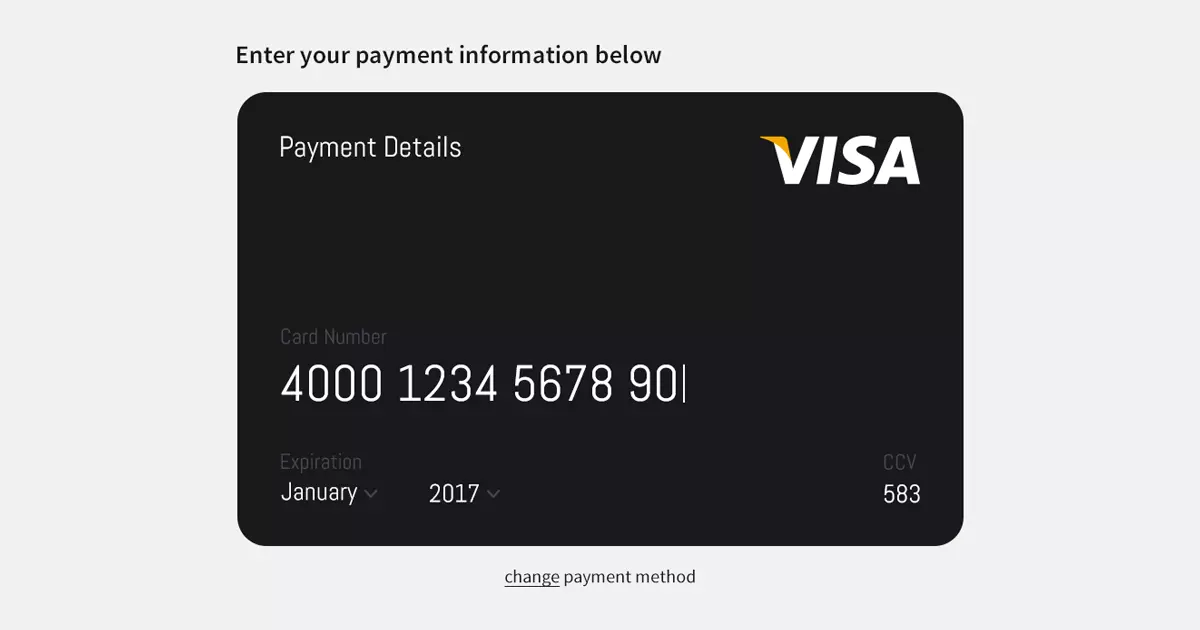 Enter your payment information below
Payment Details
VISA
Card Number
4000 1234 5678 90
Expiration
CCV
January
2017
583
change payment method